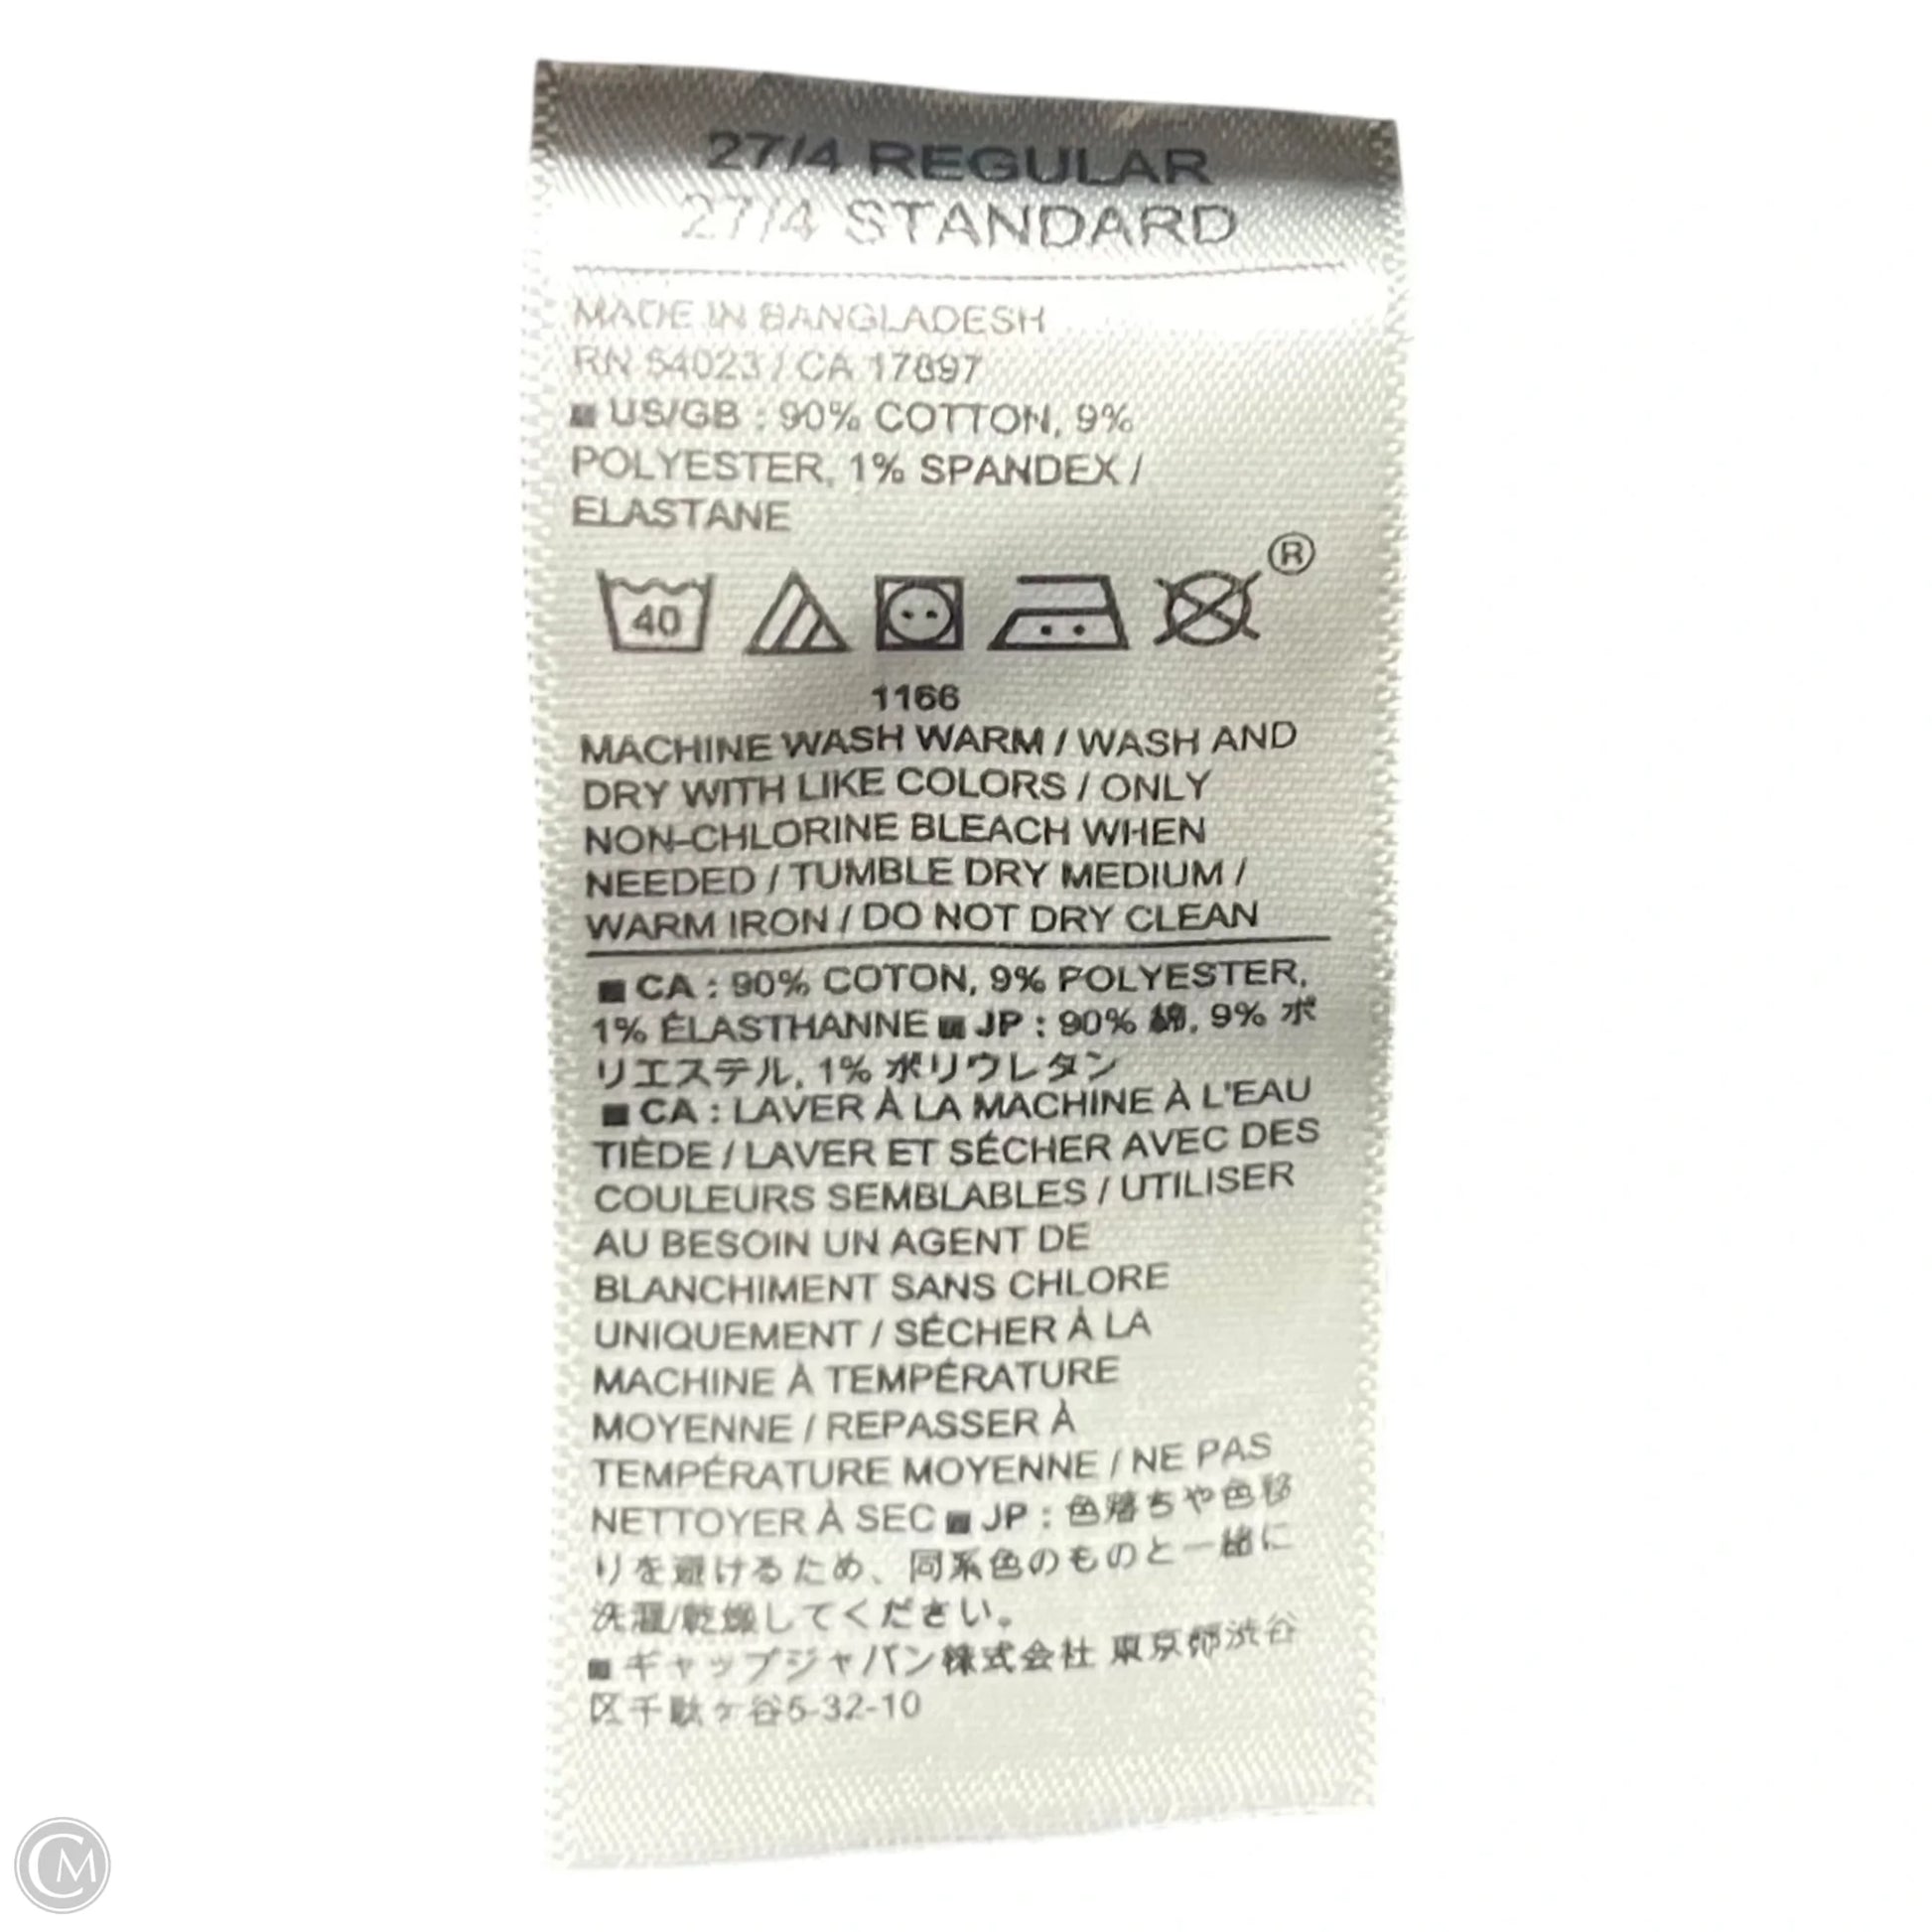 27/4 REGULAR
27/4 STANDARD
MADE IN BANGLADESH
RN 54023 / CA 17897
■ US/GB : 90% COTTON, 9%
POLYESTER, 1% SPANDEX /
ELASTANE
40
®
1166
MACHINE WASH WARM / WASH AND
DRY WITH LIKE COLORS / ONLY
NON-CHLORINE BLEACH WHEN
NEEDED / TUMBLE DRY MEDIUM /
WARM IRON / DO NOT DRY CLEAN
■ CA : 90% COTON, 9% POLYESTER,
1% ÉLASTHANNE ■ JP : 90% 綿, 9% ポ
リエステル, 1% ポリウレタン
■ CA : LAVER À LA MACHINE À L'EAU
TIÈDE / LAVER ET SÉCHER AVEC DES
COULEURS SEMBLABLES / UTILISER
AU BESOIN UN AGENT DE
BLANCHIMENT SANS CHLORE
UNIQUEMENT / SÉCHER À LA
MACHINE À TEMPÉRATURE
MOYENNE / REPASSER À
TEMPÉRATURE MOYENNE / NE PAS
NETTOYER À SEC ■ JP : 色落ちや色移
りを避けるため、同系色のものと一緒に
洗濯/乾燥してください。
■ ギャップジャパン株式会社 東京都渋谷
区千駄ヶ谷5-32-10
CM